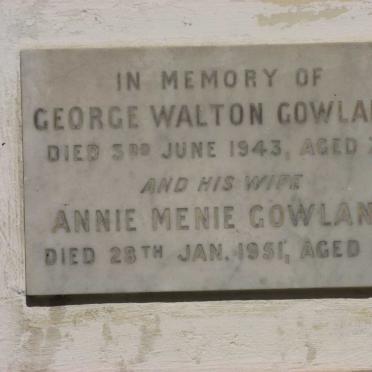 IN MEMORY OF
GEORGE WALTON GOWLA
DIED 3RD JUNE 1943, AGED
AND HIS WIFE
ANNIE MENIE GOWLAN
DIED 28TH JAN. 1951, AGED